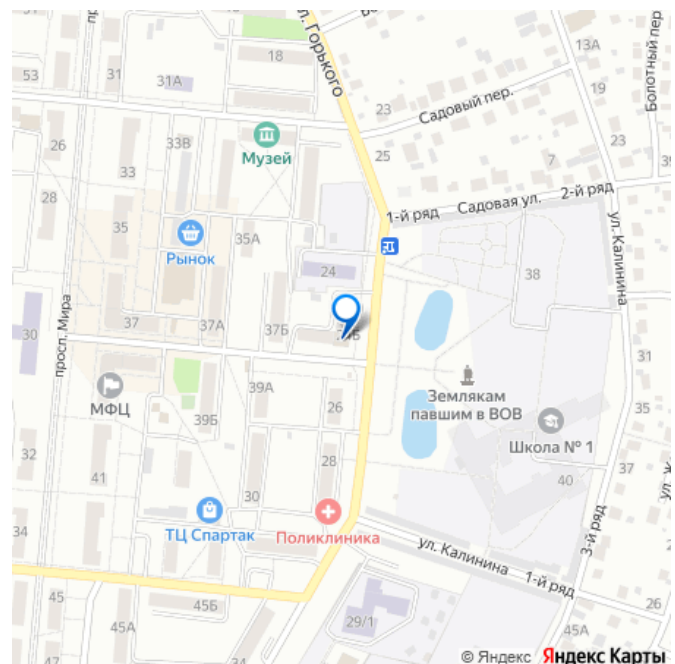 ул. Горького
18
31
31А
53
13А
19
Болотный пер.
Садовый пер.
23
33В
Музей
26
25
23
33
7
28
1-й ряд Садовая ул. 2-й ряд
35
35А
Рынок
ул. Калинина
24
38
просп. Мира
30
37
37А
37Б
31
39А
МФЦ
Землякам
павшим в ВОВ
26
35
39Б
Школа № 1
32
28
37
41
40
30
ТЦ Спартак
Поликлиника
34
3-й ряд
ул. Калинина 1-й ряд
45Б
29/1
26
45А
45А
34
© Яндекс Яндекс Карты